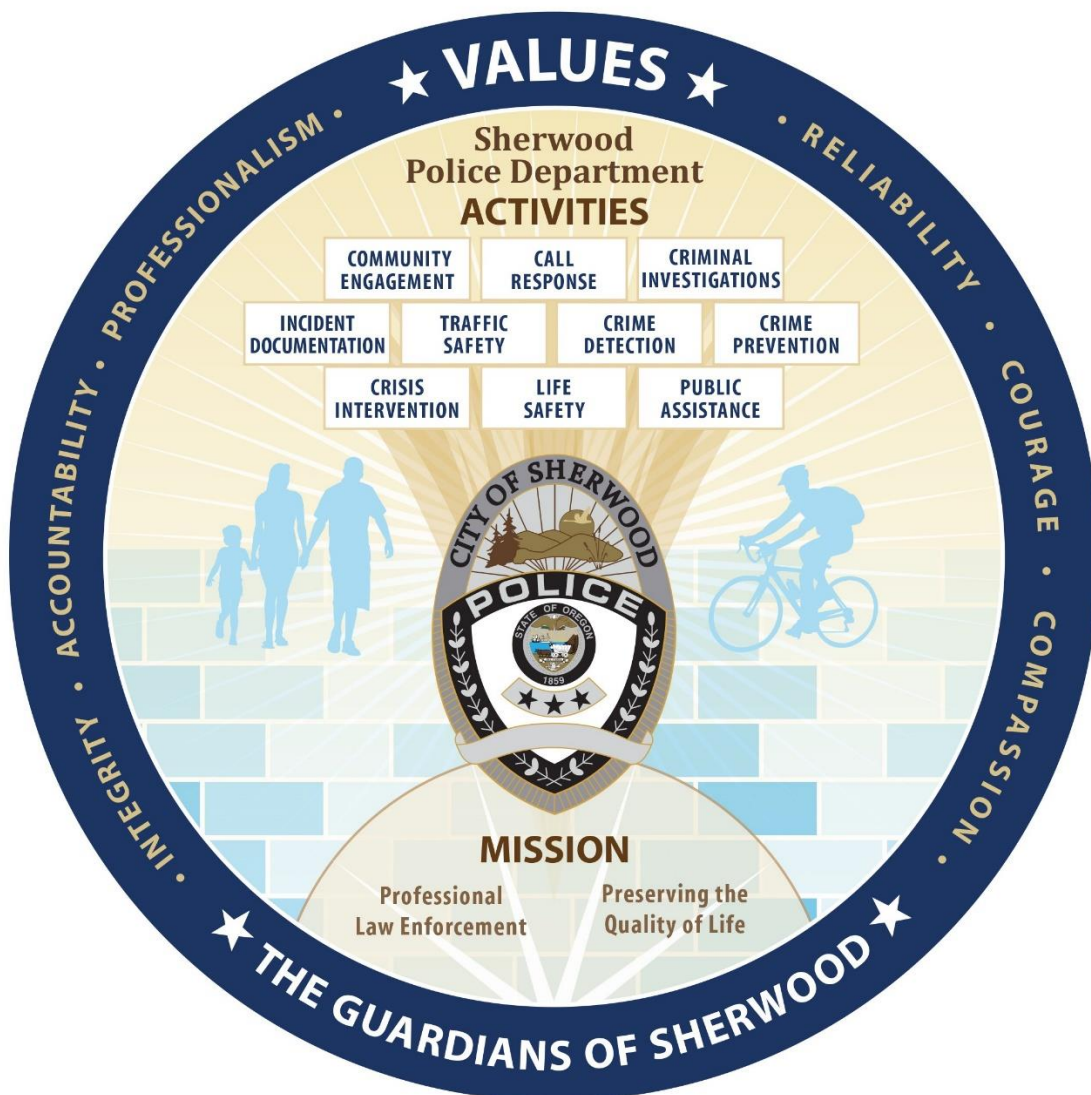 ★ VALUES ★
• INTEGRITY • ACCOUNTABILITY • PROFESSIONALISM •
• RELIABILITY • COURAGE • COMPASSION •
Sherwood
Police Department
ACTIVITIES
COMMUNITY
ENGAGEMENT
CALL
RESPONSE
CRIMINAL
INVESTIGATIONS
INCIDENT
DOCUMENTATION
TRAFFIC
SAFETY
CRIME
DETECTION
CRIME
PREVENTION
CRISIS
INTERVENTION
LIFE
SAFETY
PUBLIC
ASSISTANCE
CITY OF SHERWOOD
POLICE
STATE OF OREGON
1859
MISSION
Professional
Law Enforcement
Preserving the
Quality of Life
★ THE GUARDIANS OF SHERWOOD ★